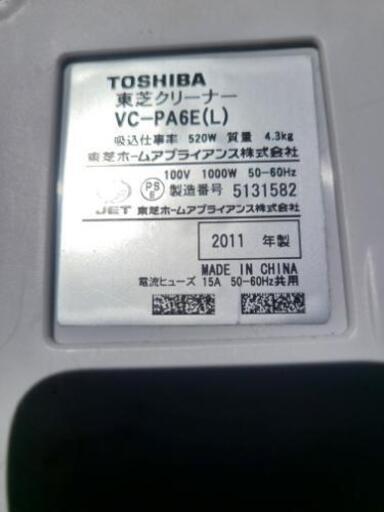 TOSHIBA
東芝クリーナー
VC-PA6E(L)
吸込仕事率 520W 質量 4.3kg
東芝ホームアプライアンス株式会社
100V 1000W 50-60Hz
PS E 製造番号 5131582
JET 東芝ホームアプライアンス株式会社
2011 年製
MADE IN CHINA
電流ヒューズ 15A 50-60Hz共用